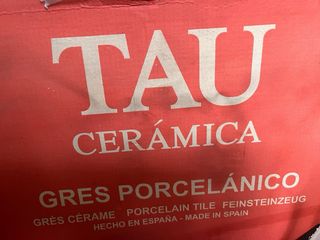 TAU
CERÁMICA
GRES PORCELÁNICO
GRÈS CÉRAME PORCELAIN TILE FEINSTEINZEUG
HECHO EN ESPAÑA - MADE IN SPAIN